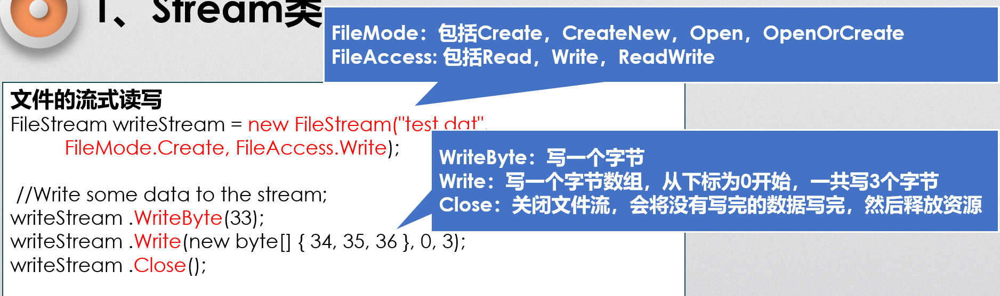 1、Stream类
FileMode：包括Create，CreateNew，Open，OpenOrCreate
FileAccess: 包括Read，Write，ReadWrite
文件的流式读写
FileStream writeStream = new FileStream("test.dat",
FileMode.Create, FileAccess.Write);
WriteByte：写一个字节
Write：写一个字节数组，从下标为0开始，一共写3个字节
Close：关闭文件流，会将没有写完的数据写完，然后释放资源
//Write some data to the stream;
writeStream .WriteByte(33);
writeStream .Write(new byte[] { 34, 35, 36 }, 0, 3);
writeStream .Close();